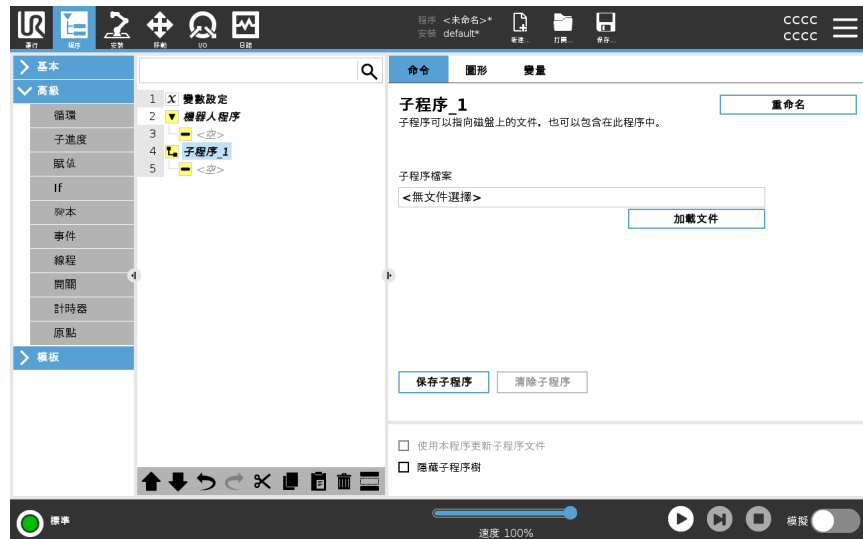 程序 <未命名>*
安裝 default*
cccc
cccc
運行
程序
安裝
移動
I/O
日誌
新建...
打開...
保存...
基本
高級
循環
子進度
賦值
If
腳本
事件
線程
開關
計時器
原點
模板
1 X 變數設定
2 機器人程序
3 <空>
4 子程序_1
5 <空>
命令 圖形 變量
子程序_1
重命名
子程序可以指向磁盤上的文件，也可以包含在此程序中。
子程序檔案
<無文件選擇>
加載文件
保存子程序
清除子程序
使用本程序更新子程序文件
隱藏子程序樹
標準
速度 100%
模擬